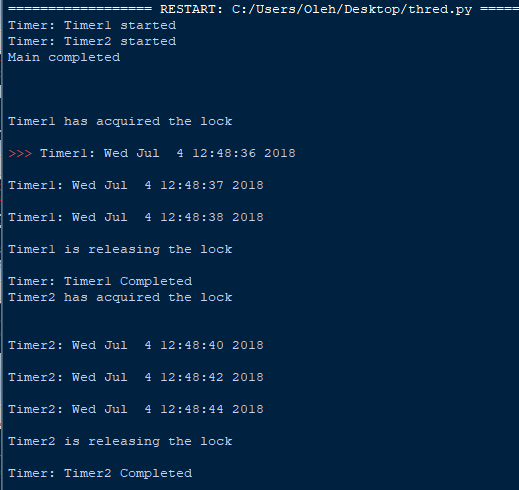 ================== RESTART: C:/Users/Oleh/Desktop/thred.py =====
Timer: Timer1 started
Timer: Timer2 started
Main completed
Timer1 has acquired the lock
>>> Timer1: Wed Jul  4 12:48:36 2018
Timer1: Wed Jul  4 12:48:37 2018
Timer1: Wed Jul  4 12:48:38 2018
Timer1 is releasing the lock
Timer: Timer1 Completed
Timer2 has acquired the lock
Timer2: Wed Jul  4 12:48:40 2018
Timer2: Wed Jul  4 12:48:42 2018
Timer2: Wed Jul  4 12:48:44 2018
Timer2 is releasing the lock
Timer: Timer2 Completed